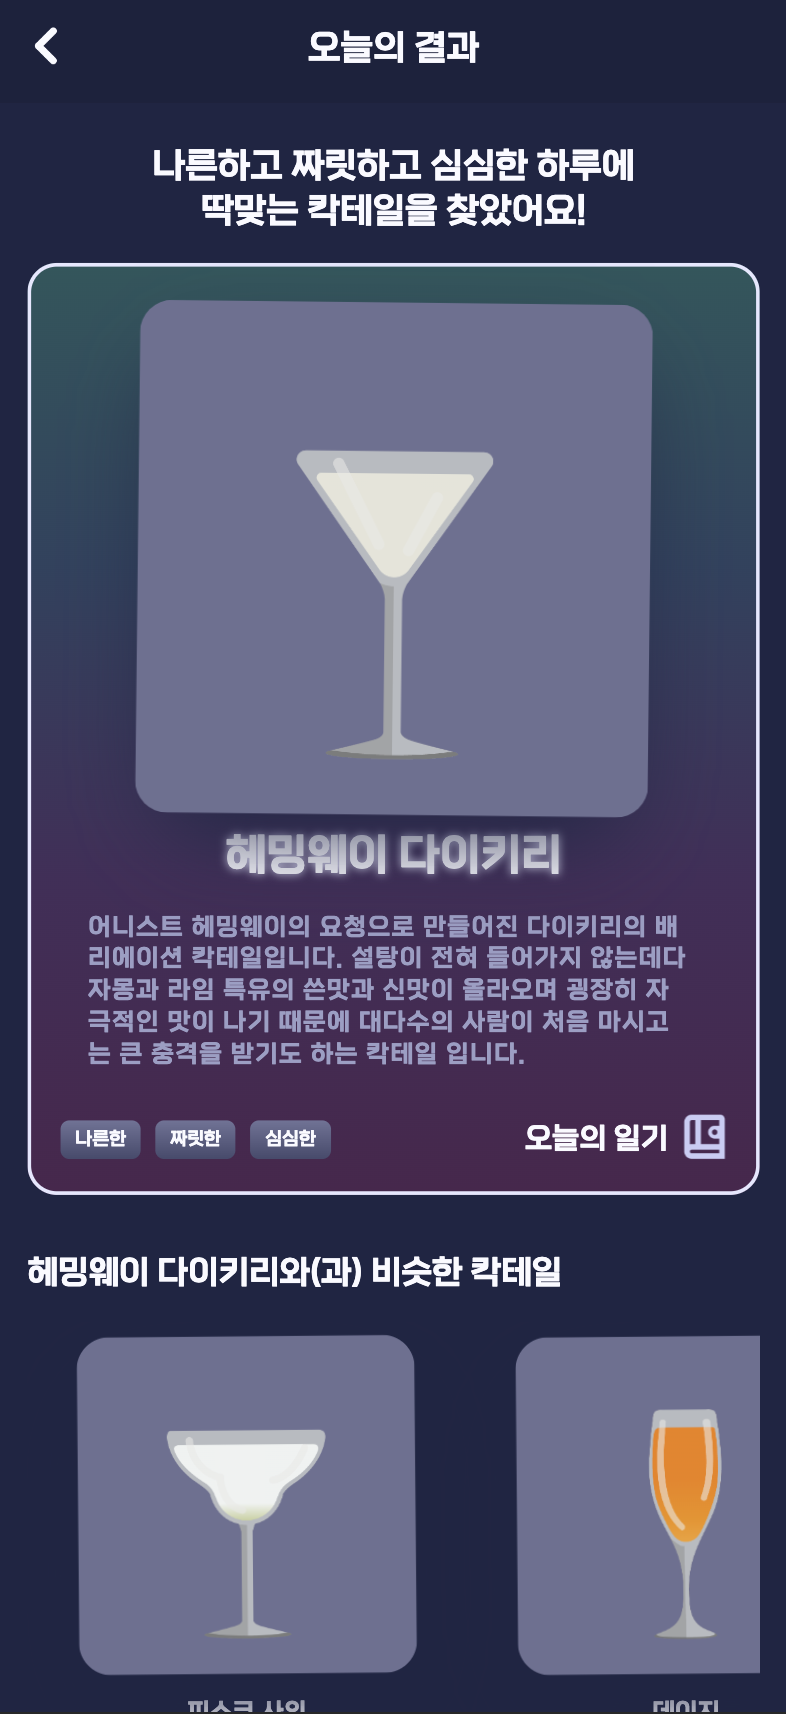 오늘의 결과
나른하고 짜릿하고 심심한 하루에
딱맞는 칵테일을 찾았어요!
헤밍웨이 다이키리
어니스트 헤밍웨이의 요청으로 만들어진 다이키리의 배
리에이션 칵테일입니다. 설탕이 전혀 들어가지 않는데다
자몽과 라임 특유의 쓴맛과 신맛이 올라오며 굉장히 자
극적인 맛이 나기 때문에 대다수의 사람이 처음 마시고
는 큰 충격을 받기도 하는 칵테일 입니다.
나른한 짜릿한 심심한 오늘의 일기
헤밍웨이 다이키리와(과) 비슷한 칵테일
피스코 사워 데이지